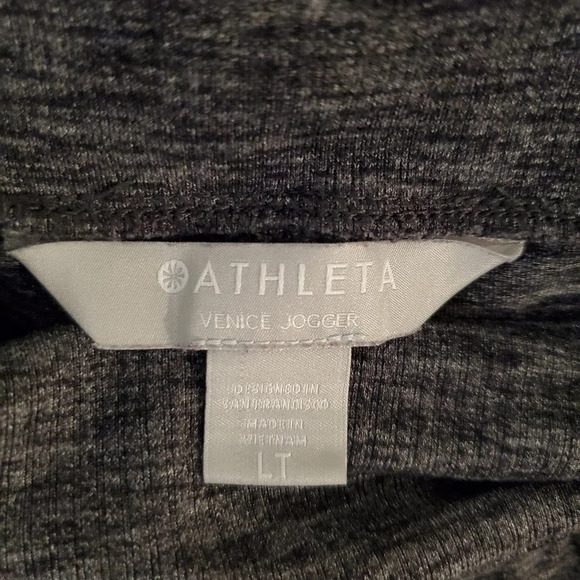 ATHLETA
VENICE JOGGER
DESIGNED IN
SAN FRANCISCO
MADE IN
VIETNAM
LT